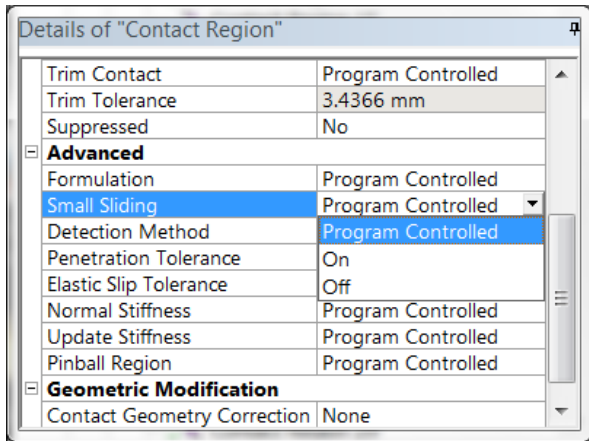 Details of "Contact Region"
Trim Contact Program Controlled
Trim Tolerance 3.4366 mm
Suppressed No
Advanced
Formulation Program Controlled
Small Sliding Program Controlled
Detection Method Program Controlled
Penetration Tolerance On
Elastic Slip Tolerance Off
Normal Stiffness Program Controlled
Update Stiffness Program Controlled
Pinball Region Program Controlled
Geometric Modification
Contact Geometry Correction None